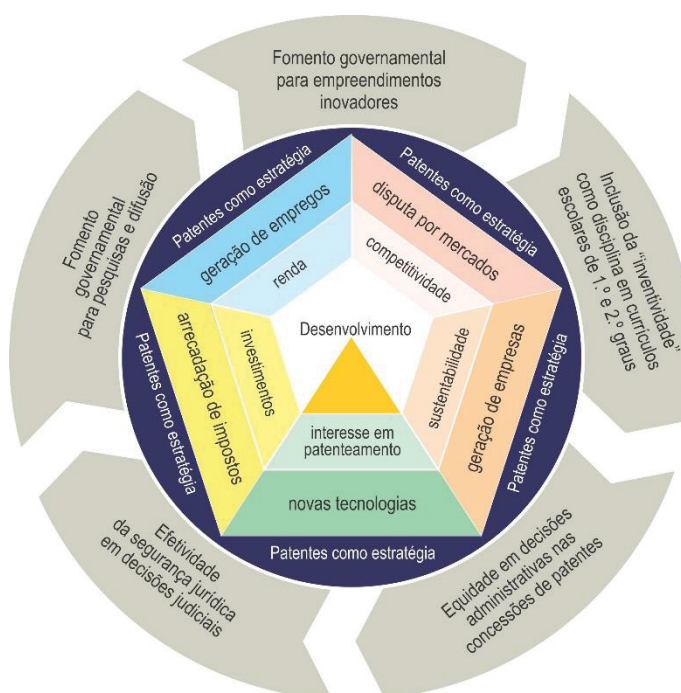 Fomento governamental
para empreendimentos
inovadores
Inclusão da "inventividade"
como disciplina em currículos
escolares de 1.º e 2.º graus
Equidade em decisões
administrativas nas
concessões de patentes
Efetividade
da segurança jurídica
em decisões judiciais
Fomento
governamental
para pesquisas e difusão
Patentes como estratégia
Patentes como estratégia
Patentes como estratégia
Patentes como estratégia
Patentes como estratégia
geração de empregos
disputa por mercados
geração de empresas
novas tecnologias
arrecadação de impostos
renda
competitividade
sustentabilidade
interesse em
patenteamento
investimentos
Desenvolvimento